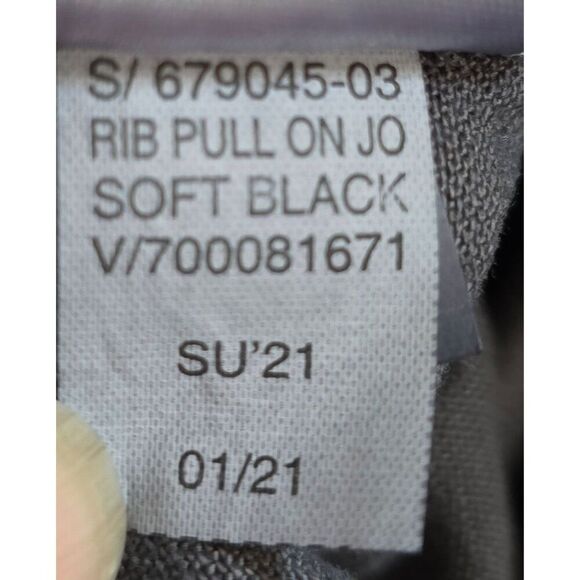 S/ 679045-03
RIB PULL ON JO
SOFT BLACK
V/700081671
SU'21
01/21